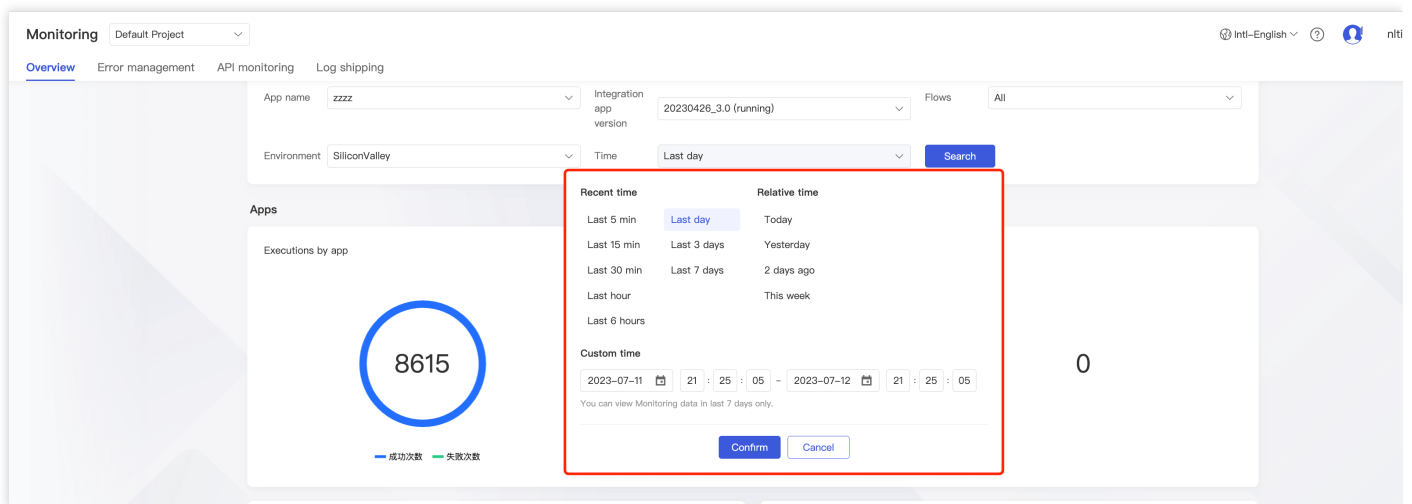 Monitoring Default Project Intl-English nlti
Overview Error management API monitoring Log shipping
App name zzzz
Integration app version 20230426_3.0 (running)
Flows All
Environment SiliconValley Time Last day Search
Apps
Executions by app
8615
成功次数 失败次数
Recent time Relative time
Last 5 min Last day Today
Last 15 min Last 3 days Yesterday
Last 30 min Last 7 days 2 days ago
Last hour This week
Last 6 hours
Custom time
2023-07-11 21 : 25 : 05 - 2023-07-12 21 : 25 : 05
You can view Monitoring data in last 7 days only.
Confirm Cancel
0